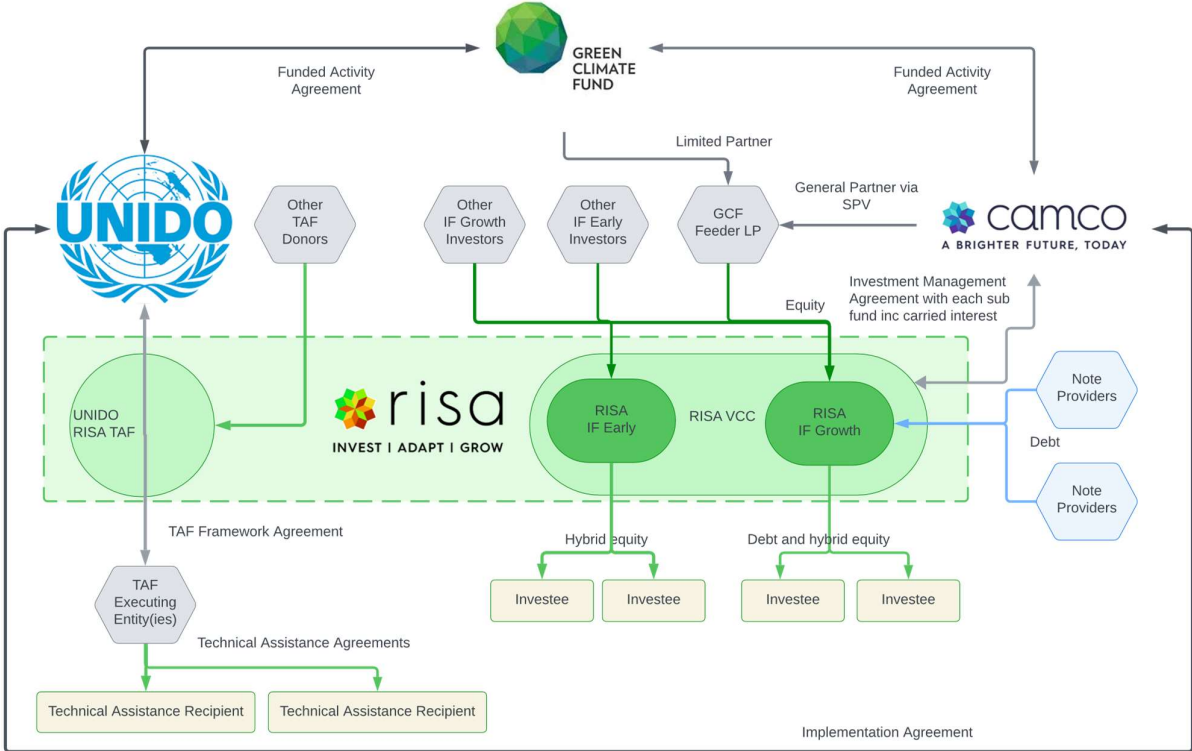 GREEN
CLIMATE
FUND
Funded Activity
Agreement
Funded Activity
Agreement
Limited Partner
General Partner via
SPV
UNIDO
Other
TAF
Donors
Other
IF Growth
Investors
Other
IF Early
Investors
GCF
Feeder LP
camco
A BRIGHTER FUTURE, TODAY
Investment Management
Agreement with each sub
fund inc carried interest
Equity
UNIDO
RISA TAF
risa
INVEST I ADAPT I GROW
RISA
IF Early
RISA VCC
RISA
IF Growth
Note
Providers
Debt
Note
Providers
TAF Framework Agreement
Hybrid equity
Debt and hybrid equity
TAF
Executing
Entity(ies)
Investee
Investee
Investee
Investee
Technical Assistance Agreements
Technical Assistance Recipient
Technical Assistance Recipient
Implementation Agreement